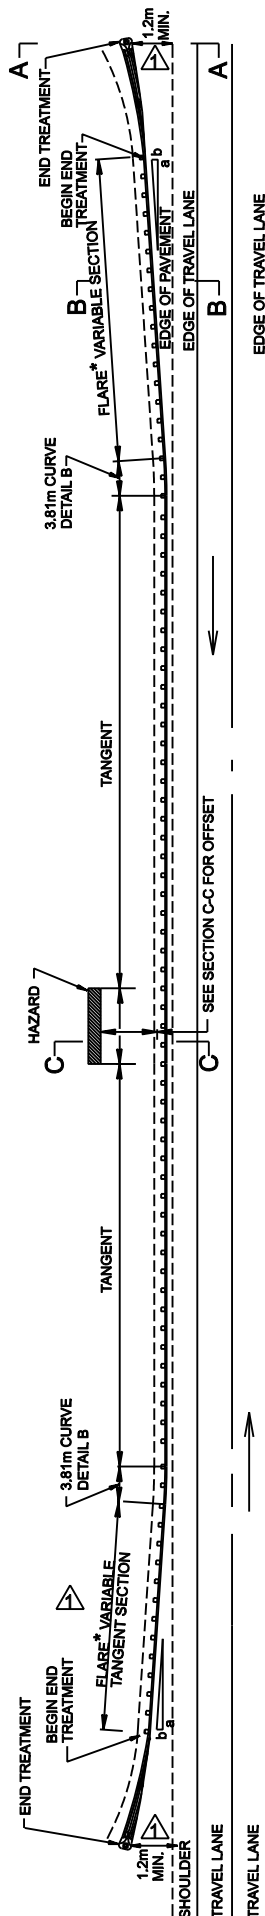 END TREATMENT
BEGIN END
TREATMENT
FLARE* VARIABLE
TANGENT SECTION
3.81m CURVE
DETAIL B
TANGENT
HAZARD
TANGENT
3.81m CURVE
DETAIL B
FLARE* VARIABLE SECTION
BEGIN END
TREATMENT
END TREATMENT
1.2m
MIN.
1
b
a
1
C
C
SEE SECTION C-C FOR OFFSET
B
B
A
A
1.2m
MIN.
1
b
a
SHOULDER
TRAVEL LANE
TRAVEL LANE
EDGE OF PAVEMENT
EDGE OF TRAVEL LANE
EDGE OF TRAVEL LANE